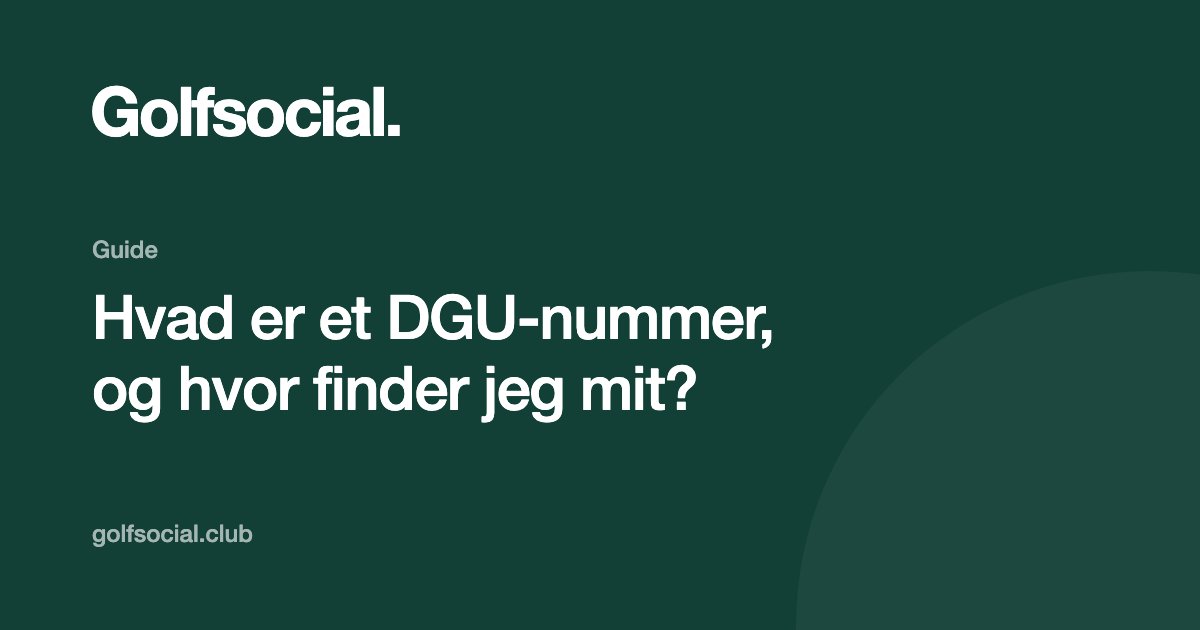 Golfsocial.
Guide
Hvad er et DGU-nummer,
og hvor finder jeg mit?
golfsocial.club